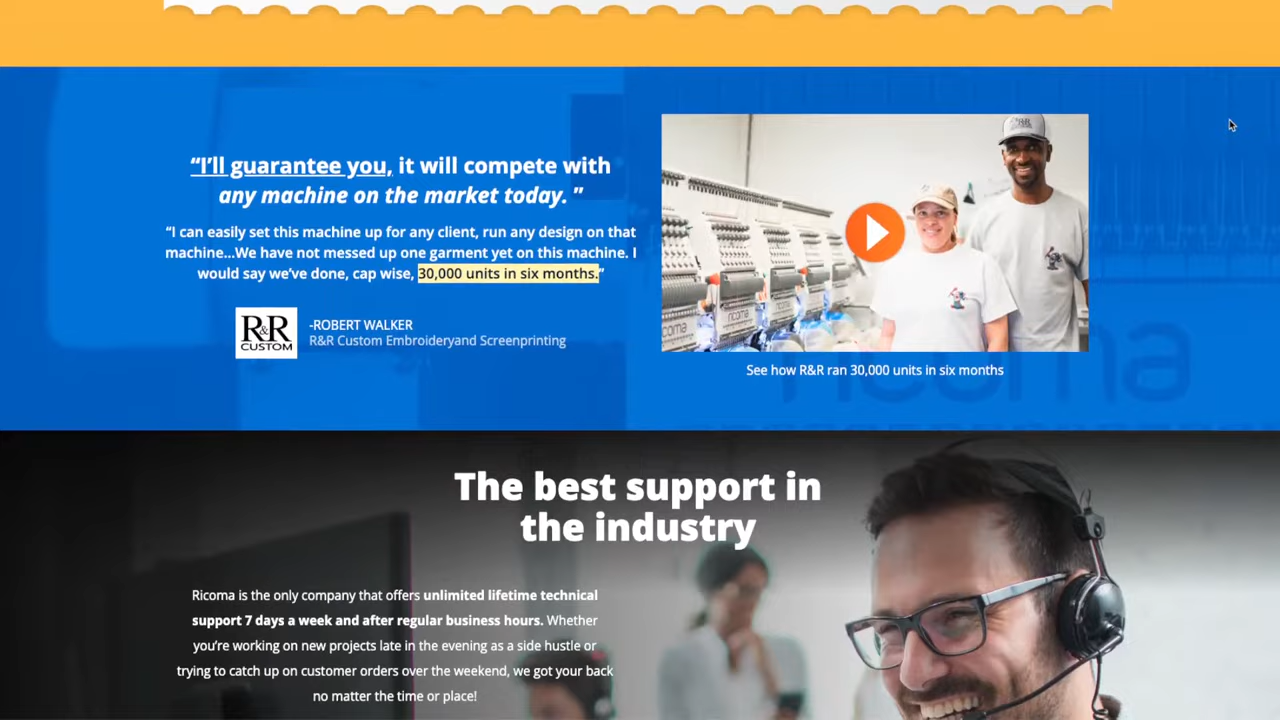 “I’ll guarantee you, it will compete with
any machine on the market today. ”
“I can easily set this machine up for any client, run any design on that
machine...We have not messed up one garment yet on this machine. I
would say we’ve done, cap wise, 30,000 units in six months.”
R&R
CUSTOM
-ROBERT WALKER
R&R Custom Embroideryand Screenprinting
ricoma
See how R&R ran 30,000 units in six months
ricoma
The best support in
the industry
Ricoma is the only company that offers unlimited lifetime technical
support 7 days a week and after regular business hours. Whether
you’re working on new projects late in the evening as a side hustle or
trying to catch up on customer orders over the weekend, we got your back
no matter the time or place!